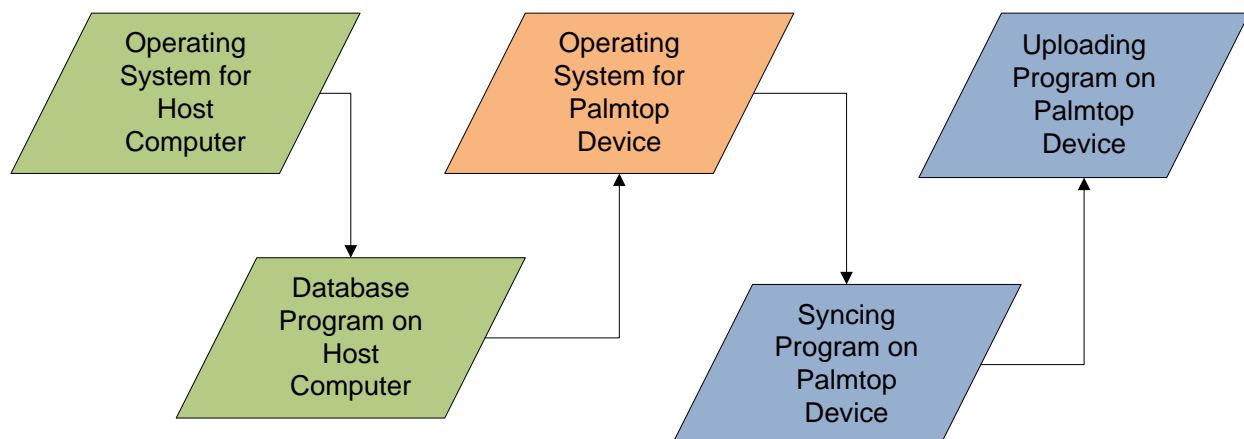 Operating
System for
Host
Computer
Database
Program on
Host
Computer
Operating
System for
Palmtop
Device
Syncing
Program on
Palmtop
Device
Uploading
Program on
Palmtop
Device